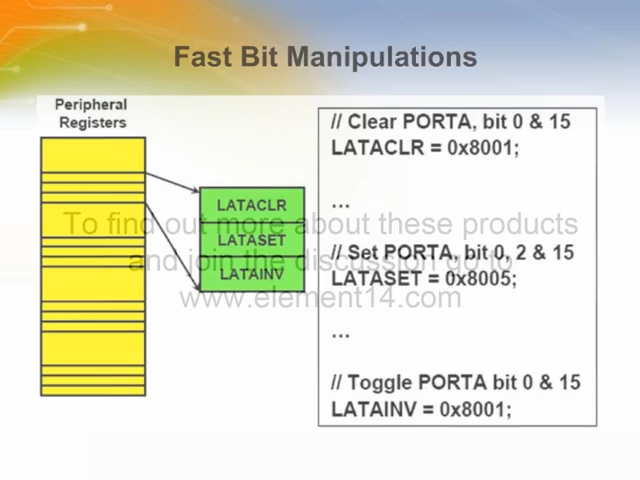 Fast Bit Manipulations
Peripheral
Registers
LATACLR
LATASET
LATAINV
// Clear PORTA, bit 0 & 15
LATACLR = 0x8001;
...
// Set PORTA, bit 0, 2 & 15
LATASET = 0x8005;
...
// Toggle PORTA bit 0 & 15
LATAINV = 0x8001;
To find out more about these products
and join the discussion go to
www.element14.com